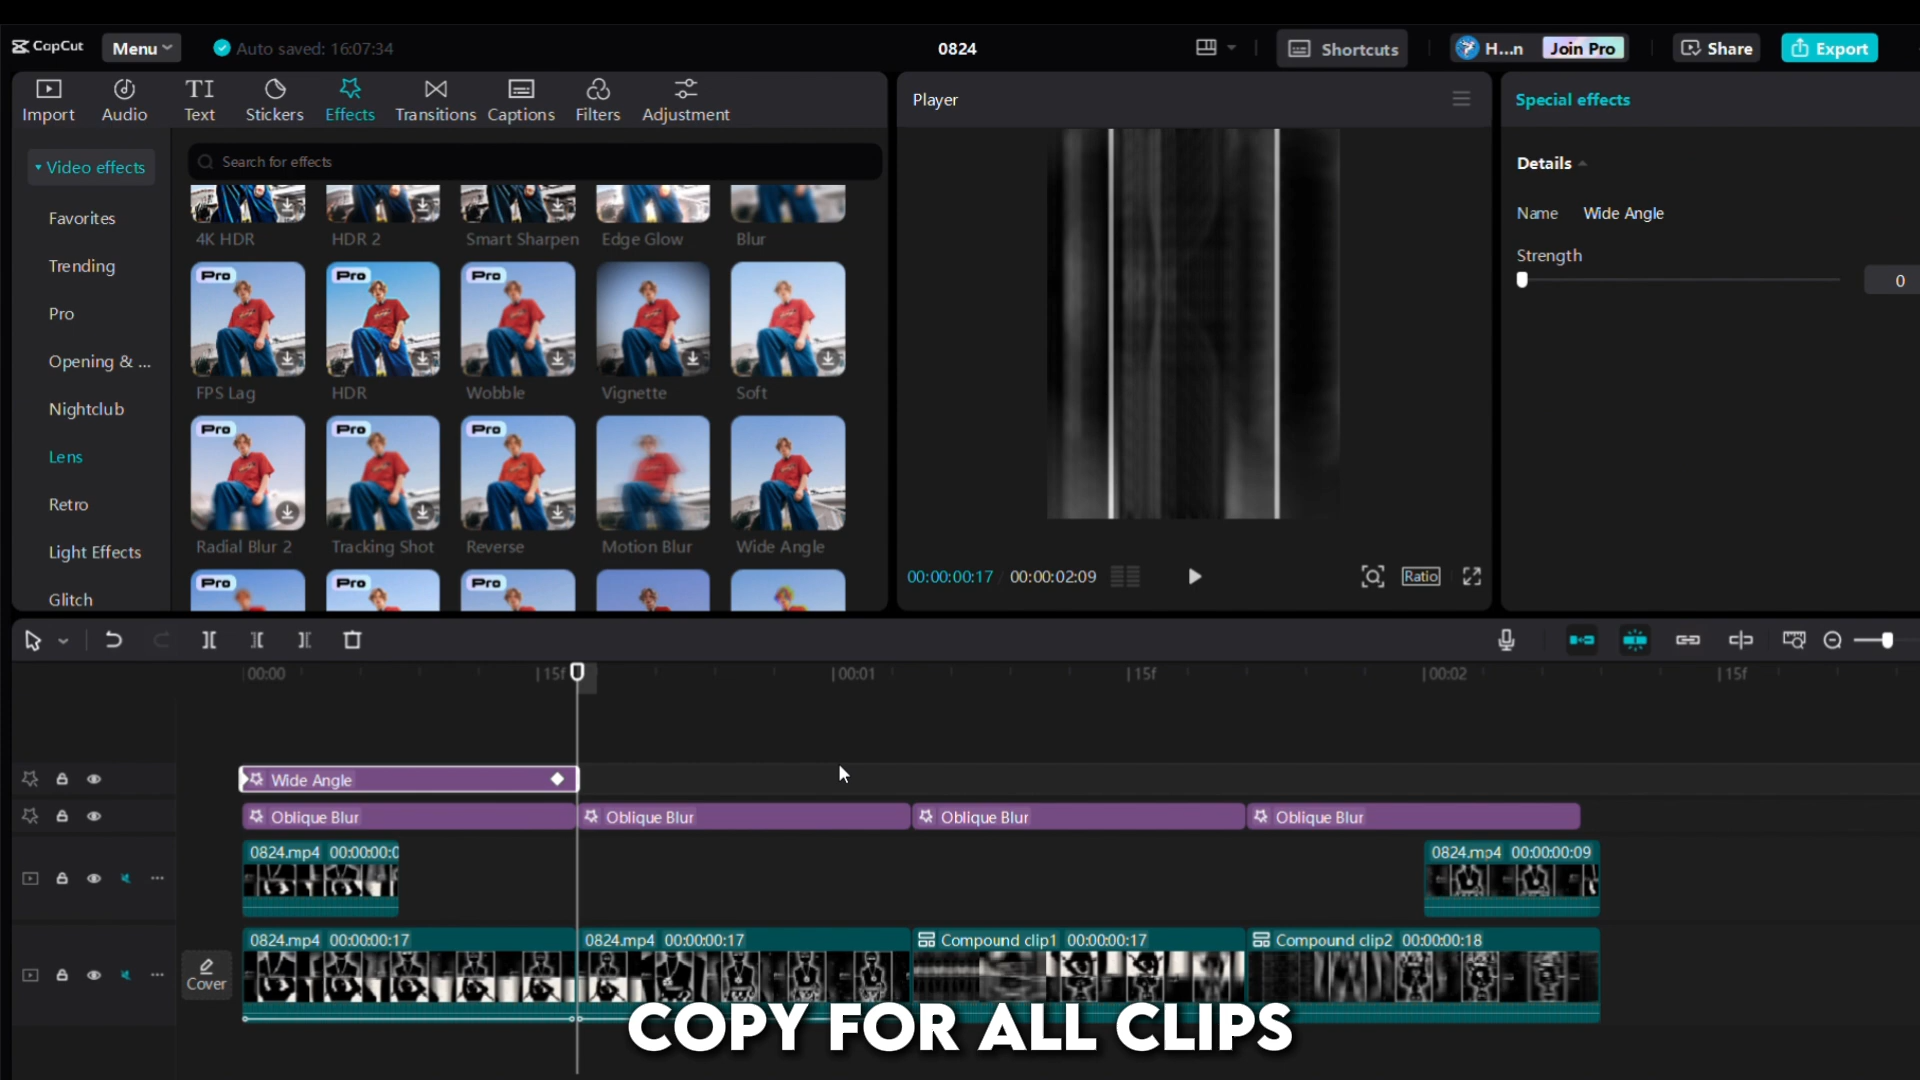 CapCut
Menu
Auto saved: 16:07:34
0824
Shortcuts
H...n
Join Pro
Share
Export
Import
Audio
TI
Text
Stickers
Effects
Transitions
Captions
Filters
Adjustment
Video effects
Favorites
Trending
Pro
Opening & ...
Nightclub
Lens
Retro
Light Effects
Glitch
Search for effects
4K HDR
HDR 2
Smart Sharpen
Edge Glow
Blur
Pro
Pro
Pro
FPS Lag
HDR
Wobble
Vignette
Soft
Pro
Pro
Pro
Radial Blur 2
Tracking Shot
Reverse
Motion Blur
Wide Angle
Pro
Pro
Pro
Player
00:00:00:17 / 00:00:02:09
Ratio
Special effects
Details
Name Wide Angle
Strength
0
00:00
15f
00:01
15f
00:02
15f
Wide Angle
Oblique Blur
Oblique Blur
Oblique Blur
Oblique Blur
0824.mp4 00:00:00:0
0824.mp4 00:00:00:09
Cover
0824.mp4 00:00:00:17
0824.mp4 00:00:00:17
Compound clip1 00:00:00:17
Compound clip2 00:00:00:18
COPY FOR ALL CLIPS